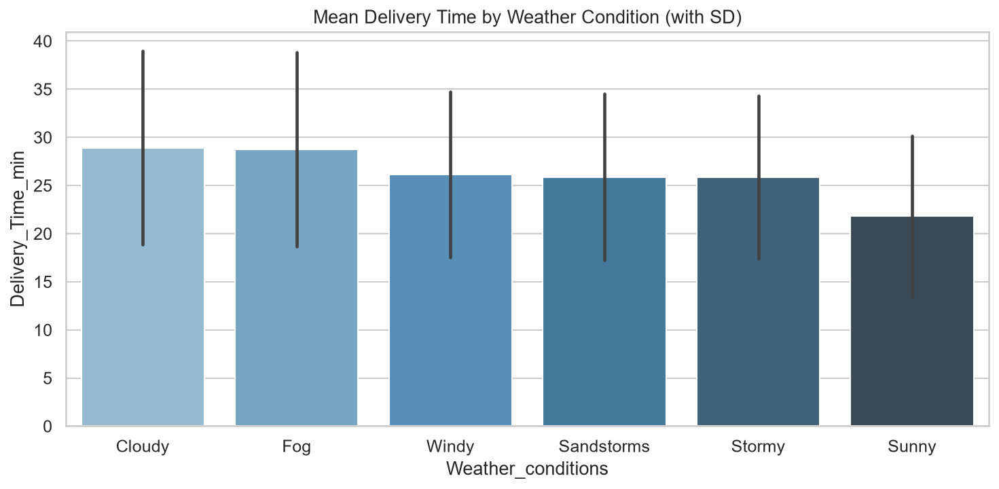 Mean Delivery Time by Weather Condition (with SD)
Delivery_Time_min
40
35
30
25
20
15
10
5
0
Cloudy Fog Windy Sandstorms Stormy Sunny
Weather_conditions